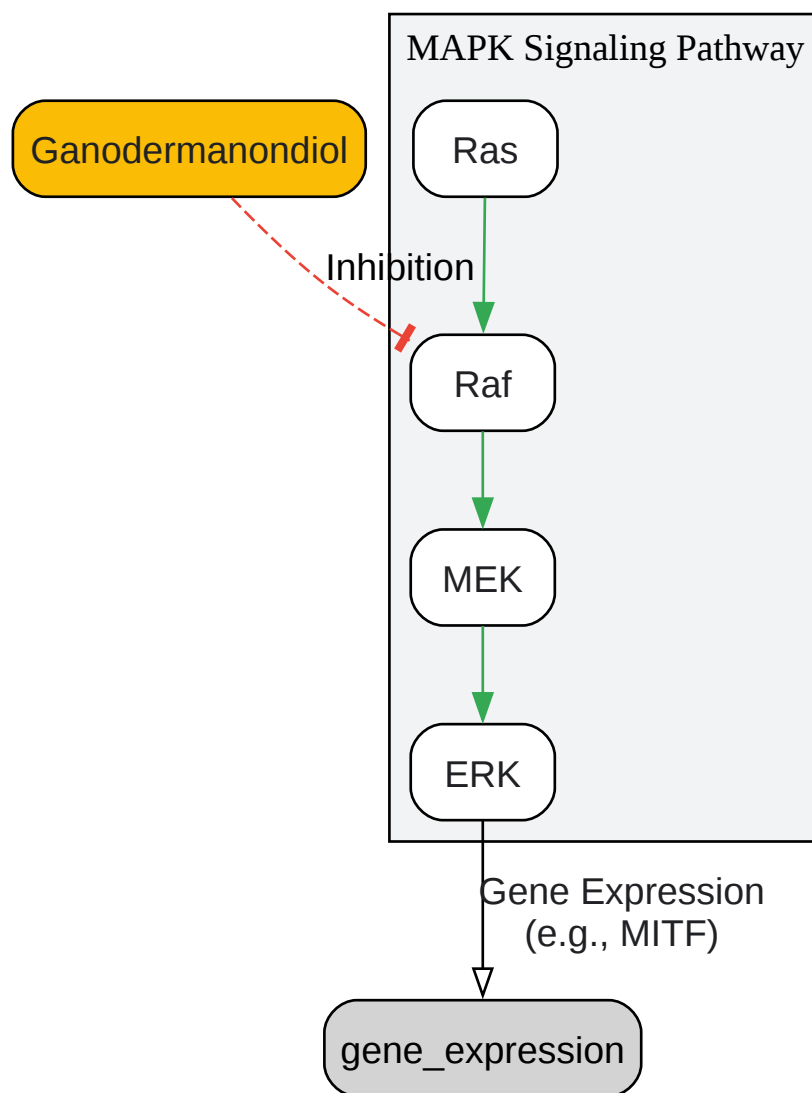 MAPK Signaling Pathway
Ganodermanondiol
Ras
Inhibition
Raf
MEK
ERK
Gene Expression
(e.g., MITF)
gene_expression